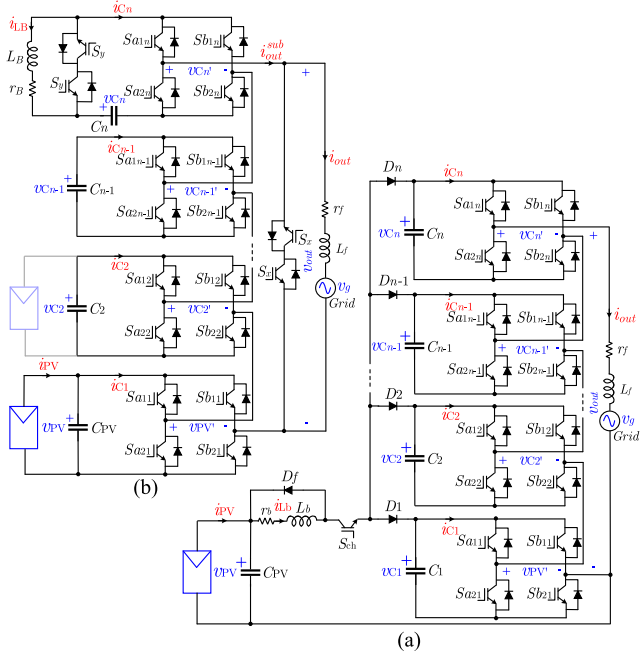 iLB
iCn
LB
rB
Sy
Sy
vCn
Cn
Sa1n
Sb1n
Sa2n
Sb2n
+ vCn' -
isub out
iCn-1
vCn-1
Cn-1
Sa1n-1
Sb1n-1
Sa2n-1
Sb2n-1
+ vCn-1' -
iC2
vC2
C2
Sa12
Sb12
Sa22
Sb22
+ vC2' -
iPV
iC1
vPV
CPV
Sa11
Sb11
Sa21
Sb21
+ vPV' -
Sx
Sx
vout
iout
rf
Lf
vg
Grid
(b)
Dn
iCn
vCn
Cn
Sa1n
Sb1n
Sa2n
Sb2n
+ vCn' -
Dn-1
iCn-1
vCn-1
Cn-1
Sa1n-1
Sb1n-1
Sa2n-1
Sb2n-1
+ vCn-1' -
D2
iC2
vC2
C2
Sa12
Sb12
Sa22
Sb22
+ vC2' -
iout
rf
Lf
vout
vg
Grid
Df
iPV
rb
iLb
Lb
Sch
D1
iC1
vPV
CPV
vC1
C1
Sa11
Sb11
Sa21
Sb21
+ vPV' -
(a)